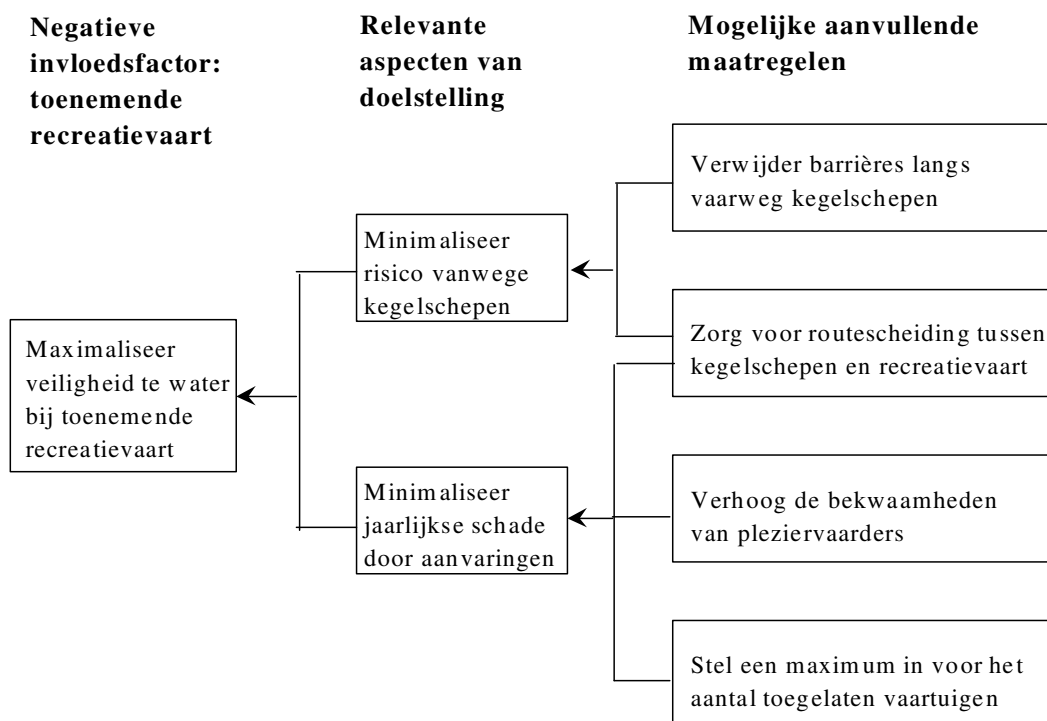 Negatieve
invloedsfactor:
toenemende
recreatievaart
Relevante
aspecten van
doelstelling
Mogelijke aanvullende
maatregelen
Maximaliseer
veiligheid te water
bij toenemende
recreatievaart
Minimaliseer
risico vanwege
kegelschepen
Minimaliseer
jaarlijkse schade
door aanvaringen
Verwijder barrières langs
vaarweg kegelschepen
Zorg voor routescheiding tussen
kegelschepen en recreatievaart
Verhoog de bekwaamheden
van pleziervaarders
Stel een maximum in voor het
aantal toegelaten vaartuigen